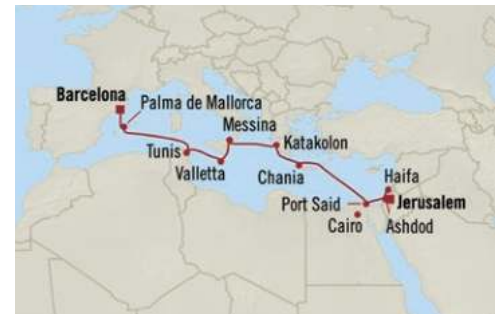 Barcelona
Palma de Mallorca
Messina
Tunis
Katakolon
Valletta
Chania
Haifa
Port Said
Jerusalem
Cairo
Ashdod